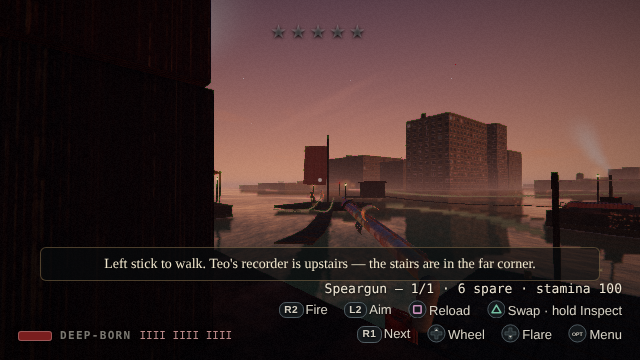 Left stick to walk. Teo's recorder is upstairs — the stairs are in the far corner.
Speargun — 1/1 · 6 spare · stamina 100
R2 Fire L2 Aim Reload Swap · hold Inspect
R1 Next Wheel Flare OPT Menu
DEEP-BORN IIII IIII IIII